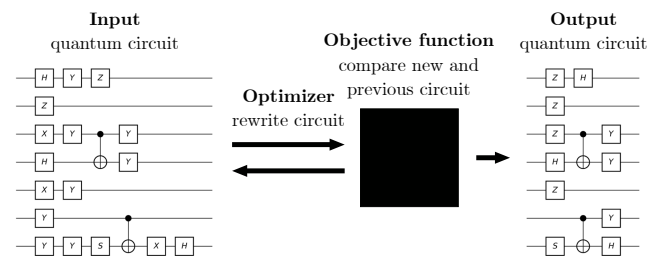 Input
quantum circuit
H Y Z
Z
X Y Y
H Y
X Y
Y
Y Y S X H
Optimizer
rewrite circuit
Objective function
compare new and
previous circuit
Output
quantum circuit
Z H
Z
Z Y
H Y
Z
Y
S H